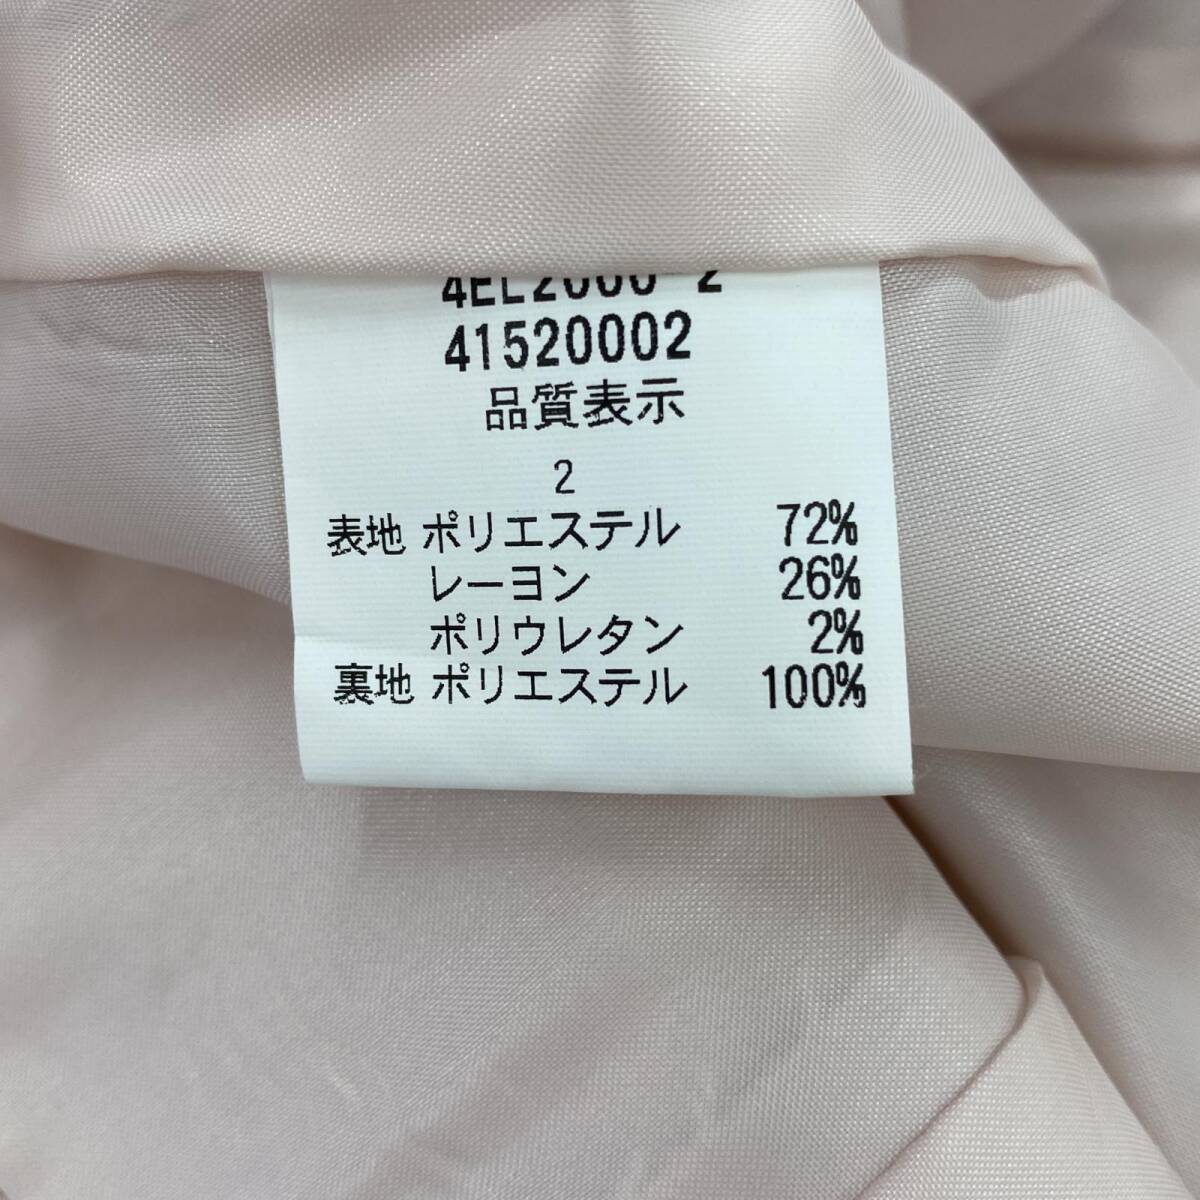 41520002
品質表示
2
表地 ポリエステル 72%
レーヨン 26%
ポリウレタン 2%
裏地 ポリエステル 100%